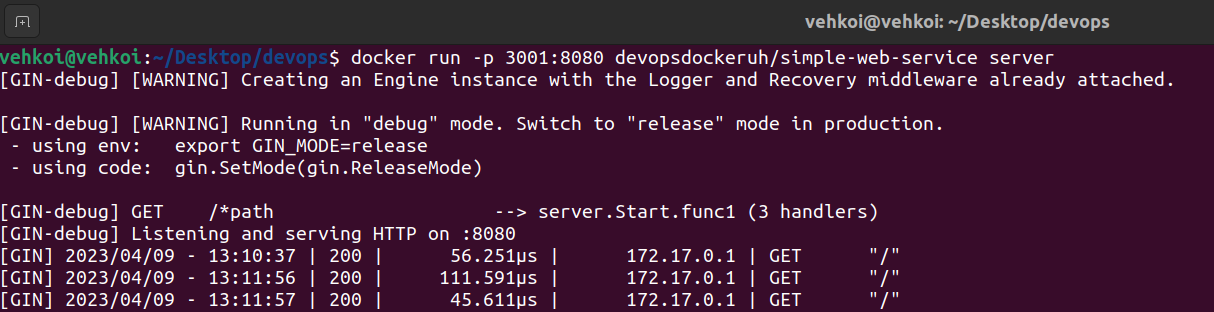 vehkoi@vehkoi: ~/Desktop/devops
vehkoi@vehkoi:~/Desktop/devops$ docker run -p 3001:8080 devopsdockeruh/simple-web-service server
[GIN-debug] [WARNING] Creating an Engine instance with the Logger and Recovery middleware already attached.
[GIN-debug] [WARNING] Running in "debug" mode. Switch to "release" mode in production.
 - using env:   export GIN_MODE=release
 - using code:  gin.SetMode(gin.ReleaseMode)
[GIN-debug] GET    /*path                    --> server.Start.func1 (3 handlers)
[GIN-debug] Listening and serving HTTP on :8080
[GIN] 2023/04/09 - 13:10:37 | 200 |      56.251µs |      172.17.0.1 | GET      "/"
[GIN] 2023/04/09 - 13:11:56 | 200 |     111.591µs |      172.17.0.1 | GET      "/"
[GIN] 2023/04/09 - 13:11:57 | 200 |      45.611µs |      172.17.0.1 | GET      "/"